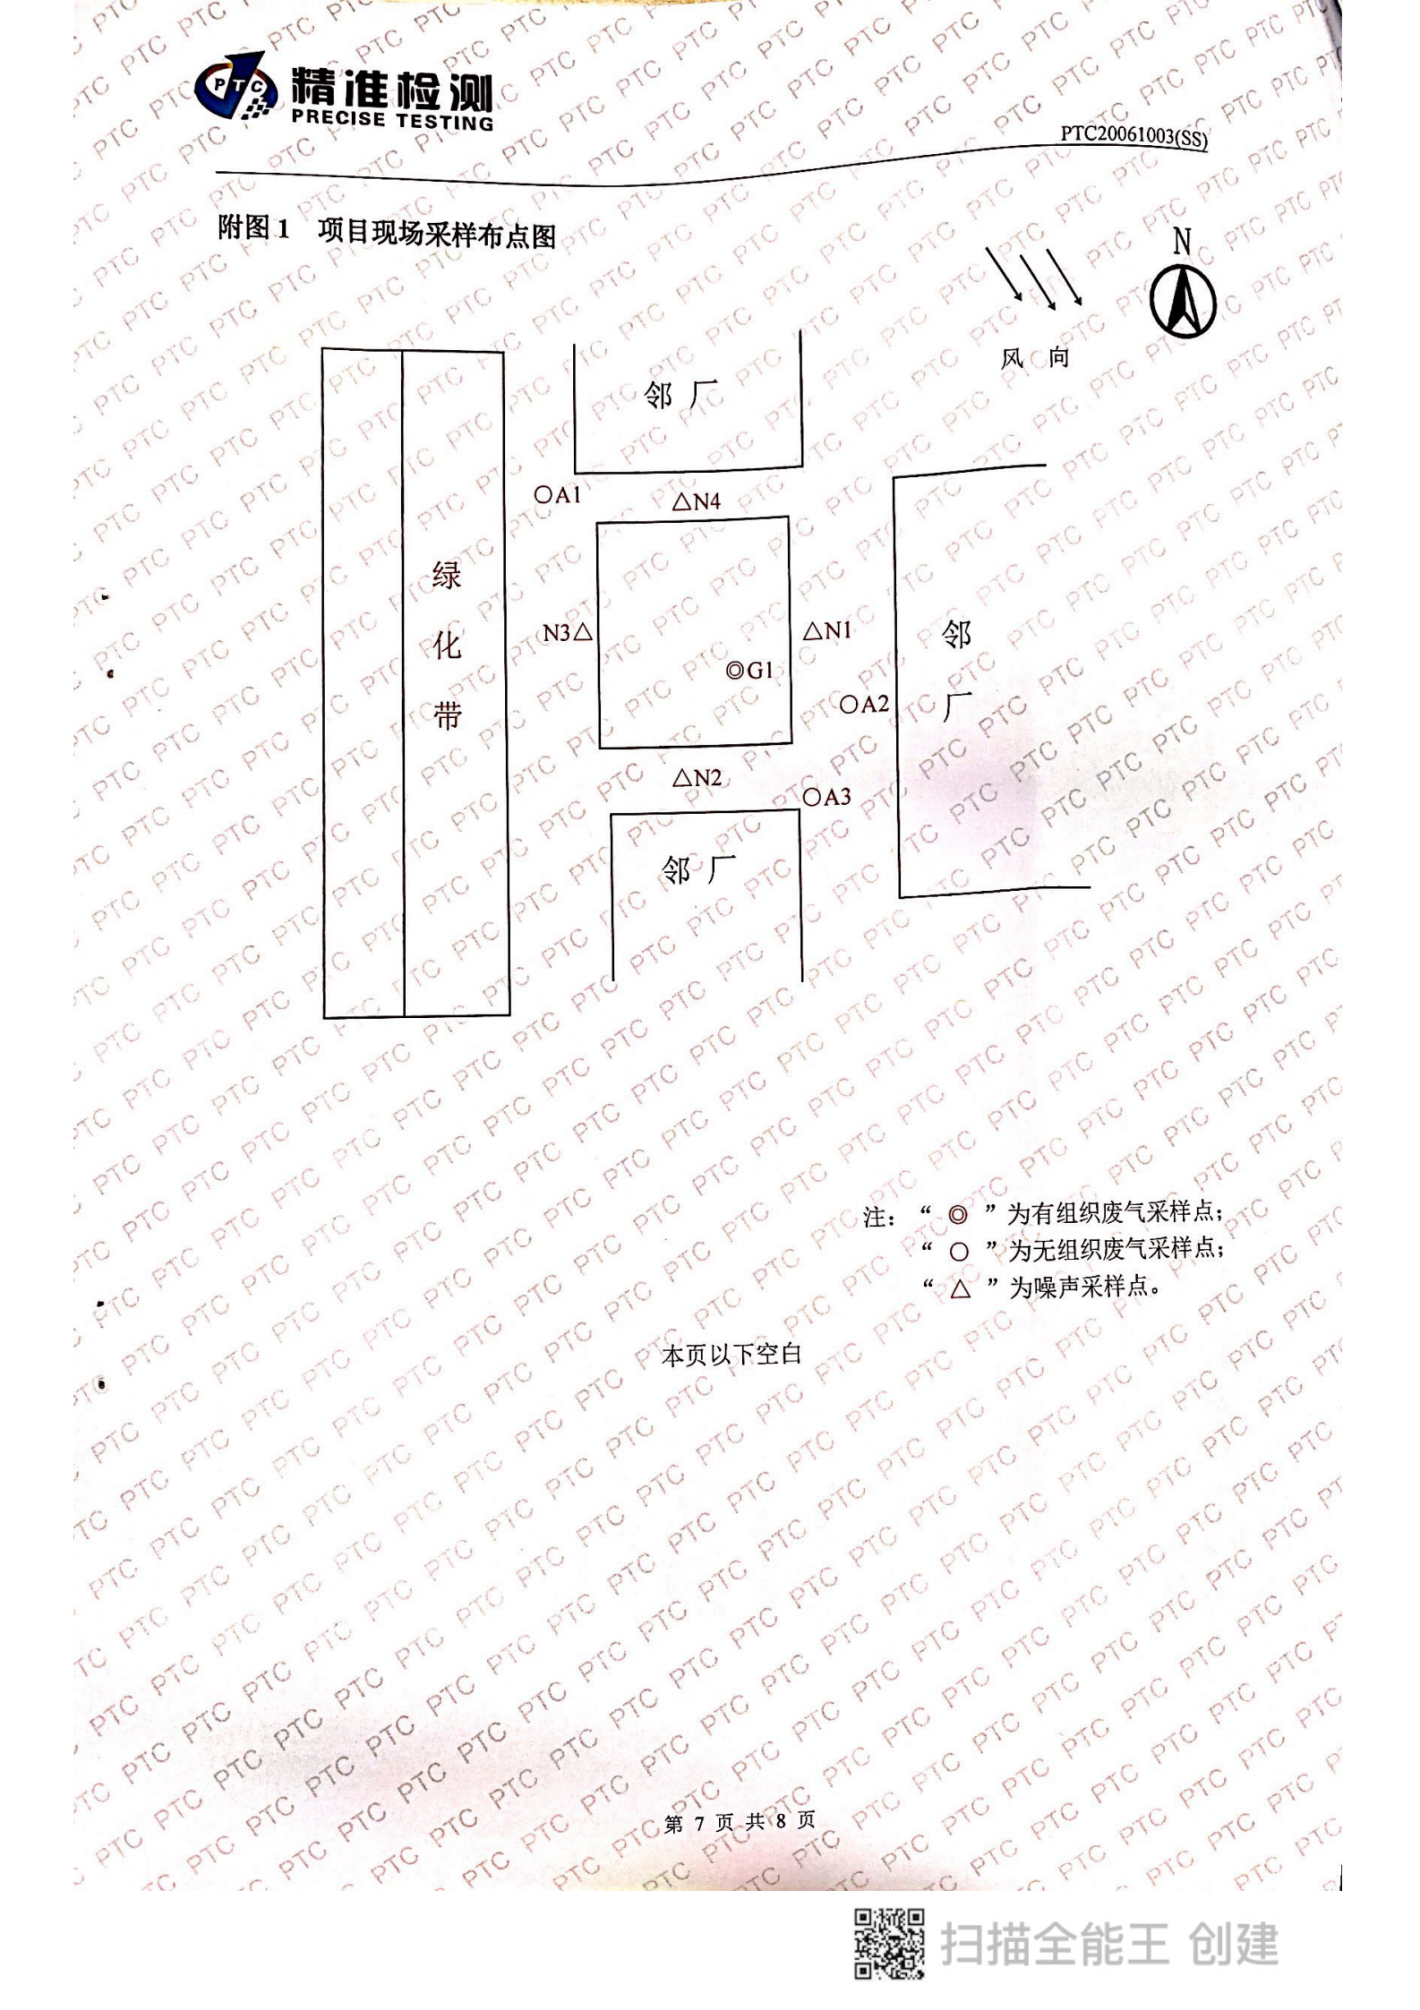 PTC
精准检测
PRECISE TESTING
PTC20061003(SS)
附图1 项目现场采样布点图
N
风 向
邻 厂
○A1
△N4
绿
化
带
N3△
△N1
邻
厂
◎G1
○A2
△N2
○A3
邻 厂
注：“ ◎ ”为有组织废气采样点；
“ ○ ”为无组织废气采样点；
“ △ ”为噪声采样点。
本页以下空白
第 7 页 共 8 页
扫描全能王 创建